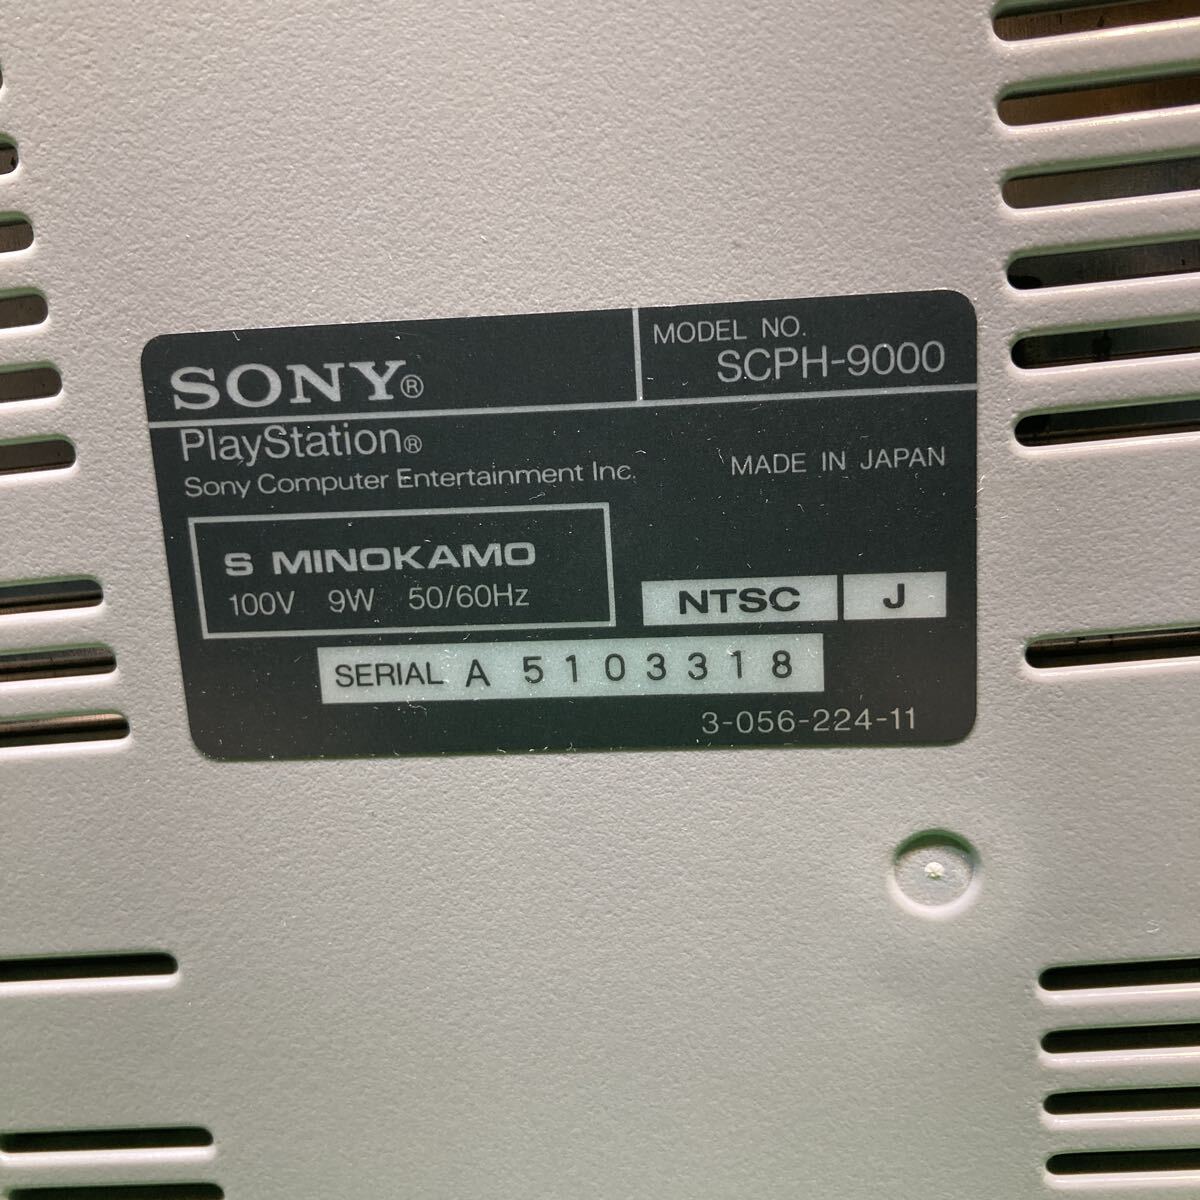 SONY®
MODEL NO.
SCPH-9000
PlayStation®
Sony Computer Entertainment Inc.
MADE IN JAPAN
S MINOKAMO
100V 9W 50/60Hz
NTSC J
SERIAL A 5103318
3-056-224-11